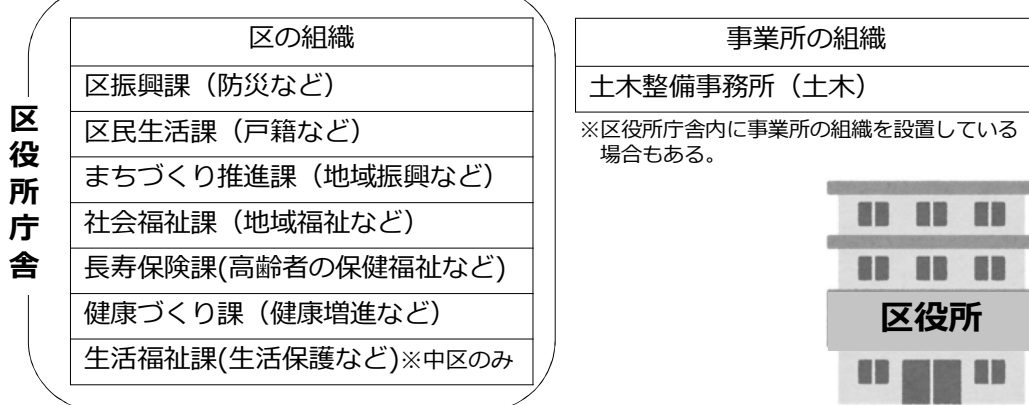 区役所庁舎
区の組織
区振興課（防災など）
区民生活課（戸籍など）
まちづくり推進課（地域振興など）
社会福祉課（地域福祉など）
長寿保険課(高齢者の保健福祉など)
健康づくり課（健康増進など）
生活福祉課(生活保護など)※中区のみ
事業所の組織
土木整備事務所（土木）
※区役所庁舎内に事業所の組織を設置している
場合もある。
区役所